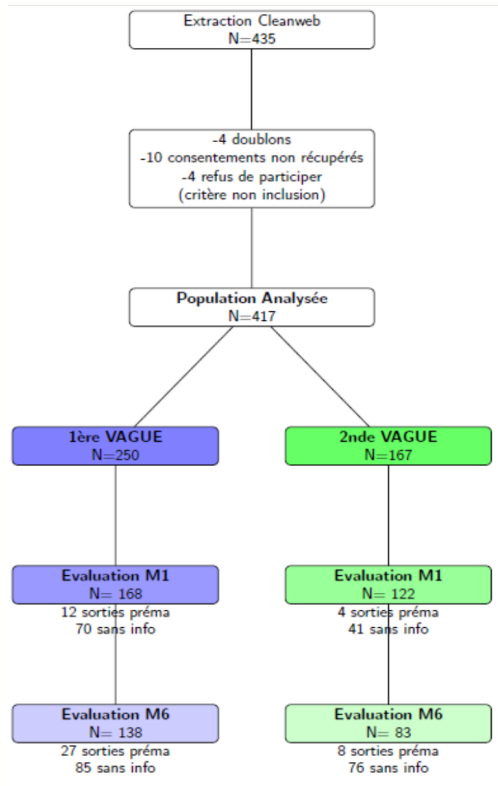 Extraction Cleanweb
N=435
-4 doublons
-10 consentements non récupérés
-4 refus de participer
(critère non inclusion)
Population Analysée
N=417
1ère VAGUE
N=250
2nde VAGUE
N=167
Evaluation M1
N= 168
12 sorties préma
70 sans info
Evaluation M1
N= 122
4 sorties préma
41 sans info
Evaluation M6
N= 138
27 sorties préma
85 sans info
Evaluation M6
N= 83
8 sorties préma
76 sans info